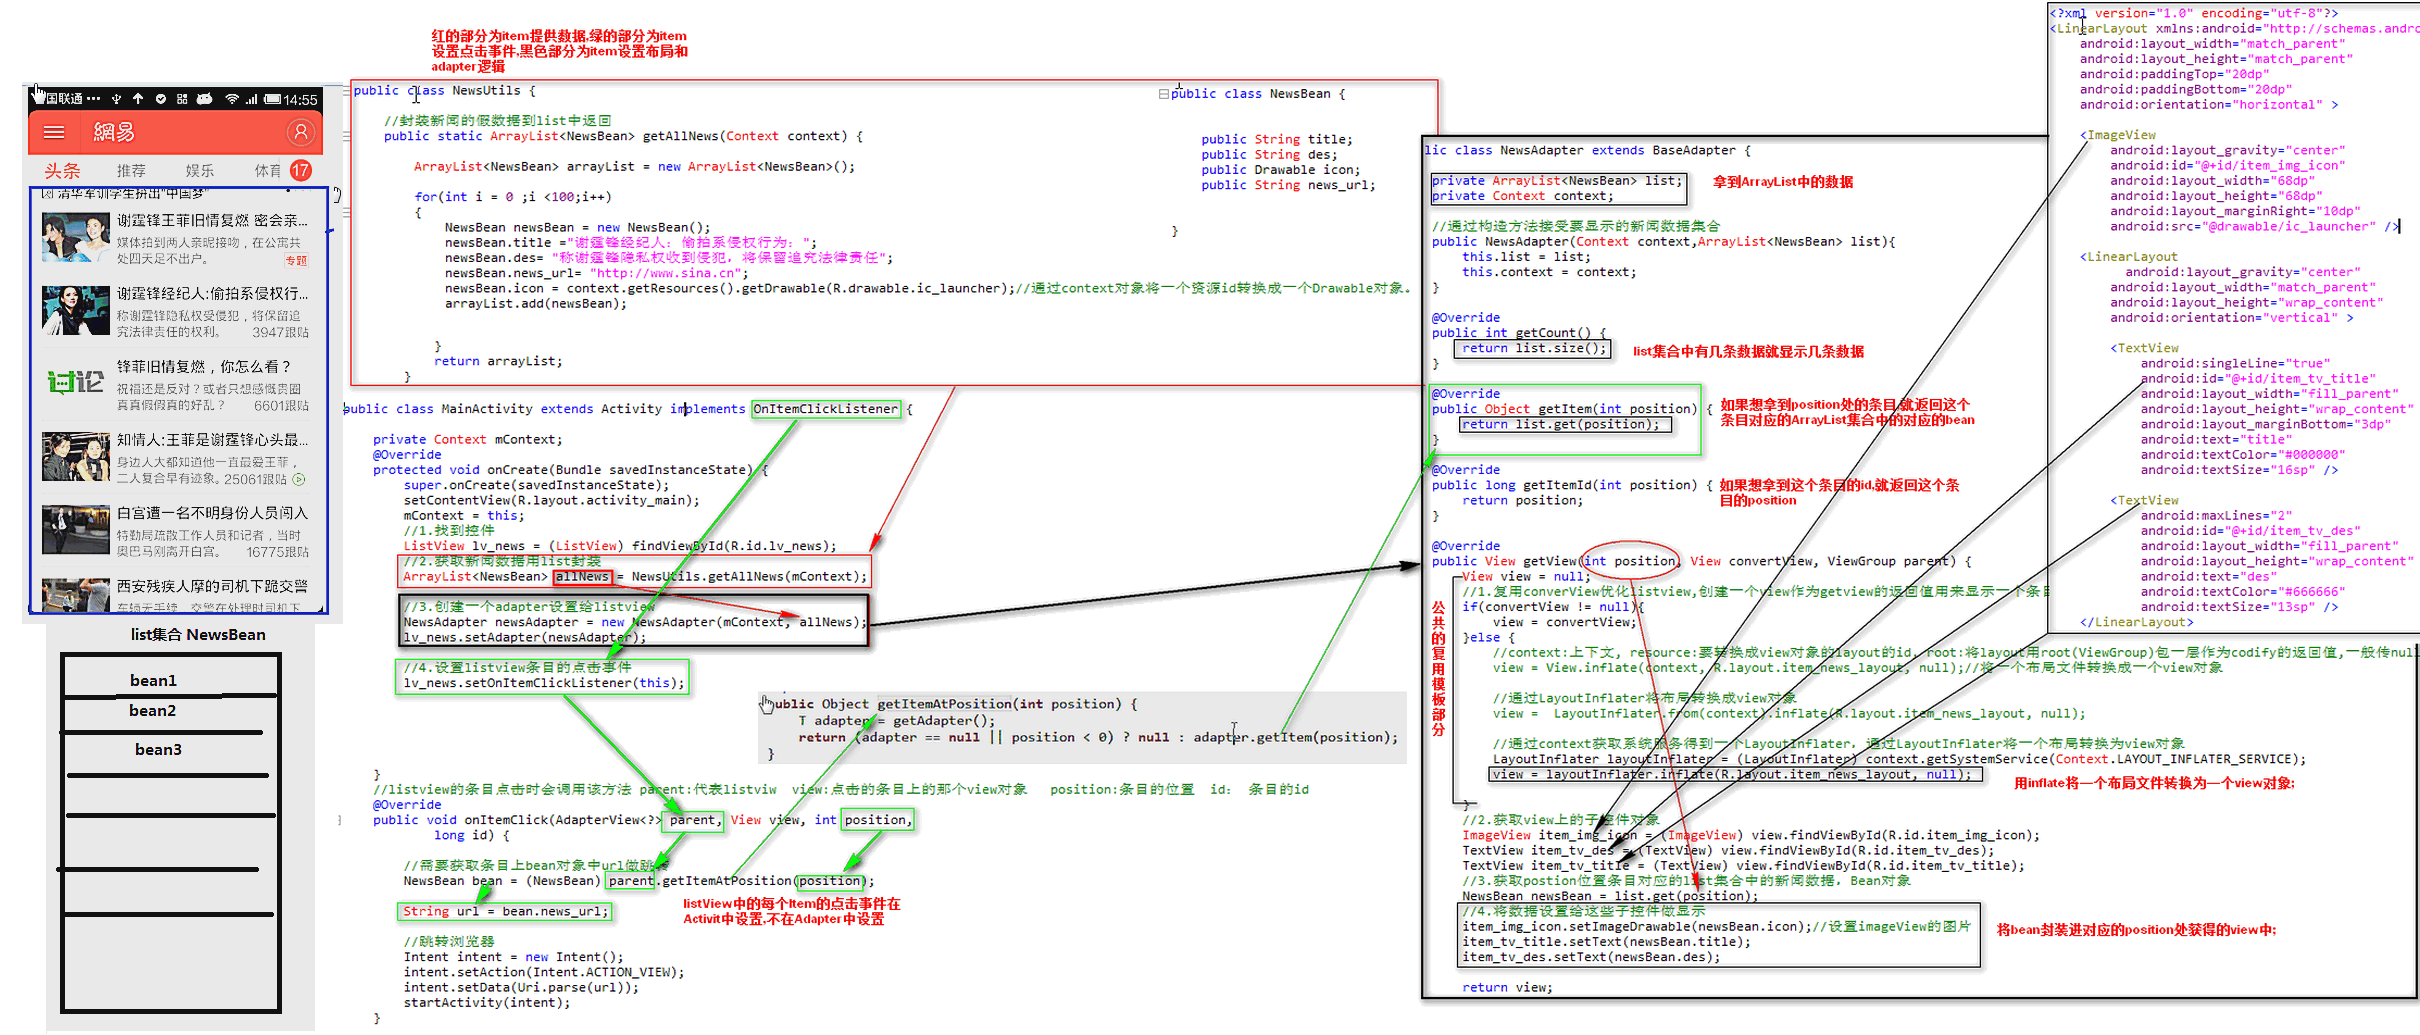 红的部分为item提供数据,绿的部分为item
设置点击事件,黑色部分为item设置布局和
adapter逻辑
国联通 ••• 14:55
網易
头条 推荐 娱乐 体育 17
清华军训学生拼出"中国梦"
谢霆锋王菲旧情复燃 密会亲...
媒体拍到两人亲昵接吻，在公寓共
处四天足不出户。 专题
谢霆锋经纪人:偷拍系侵权行...
称谢霆锋隐私权受侵犯，将保留追
究法律责任的权利。 3947跟贴
讨论
锋菲旧情复燃，你怎么看？
祝福还是反对？或者只想感慨贵圈
真真假假真的好乱？ 6601跟贴
知情人:王菲是谢霆锋心头最...
身边人大都知道他一直最爱王菲，
二人复合早有迹象。25061跟贴
白宫遭一名不明身份人员闯入
特勤局疏散工作人员和记者，当时
奥巴马刚离开白宫。 16775跟贴
西安残疾人摩的司机下跪交警
车辆无手续，交警在处理时司机下
list集合 NewsBean
bean1
bean2
bean3
public class NewsUtils {
//封装新闻的假数据到list中返回
public static ArrayList<NewsBean> getAllNews(Context context) {
ArrayList<NewsBean> arrayList = new ArrayList<NewsBean>();
for(int i = 0 ;i <100;i++)
{
NewsBean newsBean = new NewsBean();
newsBean.title ="谢霆锋经纪人：偷拍系侵权行为：";
newsBean.des= "称谢霆锋隐私权收到侵犯，将保留追究法律责任";
newsBean.news_url= "http://www.sina.cn";
newsBean.icon = context.getResources().getDrawable(R.drawable.ic_launcher);//通过context对象将一个资源id转换成一个Drawable对象。
arrayList.add(newsBean);
}
return arrayList;
}
public class NewsBean {
public String title;
public String des;
public Drawable icon;
public String news_url;
}
public class MainActivity extends Activity implements OnItemClickListener {
private Context mContext;
@Override
protected void onCreate(Bundle savedInstanceState) {
super.onCreate(savedInstanceState);
setContentView(R.layout.activity_main);
mContext = this;
//1.找到控件
ListView lv_news = (ListView) findViewById(R.id.lv_news);
//2.获取新闻数据用list封装
ArrayList<NewsBean> allNews = NewsUtils.getAllNews(mContext);
//3.创建一个adapter设置给listview
NewsAdapter newsAdapter = new NewsAdapter(mContext, allNews);
lv_news.setAdapter(newsAdapter);
//4.设置listview条目的点击事件
lv_news.setOnItemClickListener(this);
}
public Object getItemAtPosition(int position) {
T adapter = getAdapter();
return (adapter == null || position < 0) ? null : adapter.getItem(position);
}
//listview的条目点击时会调用该方法 parent:代表listviw view:点击的条目上的那个view对象 position:条目的位置 id： 条目的id
@Override
public void onItemClick(AdapterView<?> parent, View view, int position,
long id) {
//需要获取条目上bean对象中url做跳转
NewsBean bean = (NewsBean) parent.getItemAtPosition(position);
String url = bean.news_url;
listView中的每个Item的点击事件在
Activit中设置,不在Adapter中设置
//跳转浏览器
Intent intent = new Intent();
intent.setAction(Intent.ACTION_VIEW);
intent.setData(Uri.parse(url));
startActivity(intent);
}
lic class NewsAdapter extends BaseAdapter {
private ArrayList<NewsBean> list;
private Context context;
拿到ArrayList中的数据
//通过构造方法接受要显示的新闻数据集合
public NewsAdapter(Context context,ArrayList<NewsBean> list){
this.list = list;
this.context = context;
}
@Override
public int getCount() {
return list.size();
}
list集合中有几条数据就显示几条数据
@Override
public Object getItem(int position) {
return list.get(position);
}
如果想拿到position处的条目,就返回这个
条目对应的ArrayList集合中的对应的bean
@Override
public long getItemId(int position) {
return position;
}
如果想拿到这个条目的id,就返回这个条
目的position
@Override
public View getView(int position, View convertView, ViewGroup parent) {
View view = null;
//1.复用converView优化listview,创建一个view作为getview的返回值用来显示一个条目
if(convertView != null){
view = convertView;
}else {
//context:上下文, resource:要转换成view对象的layout的id, root:将layout用root(ViewGroup)包一层作为codify的返回值,一般传null
view = View.inflate(context, R.layout.item_news_layout, null);//将一个布局文件转换成一个view对象
//通过LayoutInflater将布局转换成view对象
view = LayoutInflater.from(context).inflate(R.layout.item_news_layout, null);
//通过context获取系统服务得到一个LayoutInflater，通过LayoutInflater将一个布局转换为view对象
LayoutInflater layoutInflater = (LayoutInflater) context.getSystemService(Context.LAYOUT_INFLATER_SERVICE);
view = layoutInflater.inflate(R.layout.item_news_layout, null);
用inflate将一个布局文件转换为一个view对象;
}
公共的复用模板部分
//2.获取view上的子控件对象
ImageView item_img_icon = (ImageView) view.findViewById(R.id.item_img_icon);
TextView item_tv_des = (TextView) view.findViewById(R.id.item_tv_des);
TextView item_tv_title = (TextView) view.findViewById(R.id.item_tv_title);
//3.获取postion位置条目对应的list集合中的新闻数据，Bean对象
NewsBean newsBean = list.get(position);
//4.将数据设置给这些子控件做显示
item_img_icon.setImageDrawable(newsBean.icon);//设置imageView的图片
item_tv_title.setText(newsBean.title);
item_tv_des.setText(newsBean.des);
将bean封装进对应的position处获得的view中;
return view;
<?xml version="1.0" encoding="utf-8"?>
<LinearLayout xmlns:android="http://schemas.andro
android:layout_width="match_parent"
android:layout_height="match_parent"
android:paddingTop="20dp"
android:paddingBottom="20dp"
android:orientation="horizontal" >
<ImageView
android:layout_gravity="center"
android:id="@+id/item_img_icon"
android:layout_width="68dp"
android:layout_height="68dp"
android:layout_marginRight="10dp"
android:src="@drawable/ic_launcher" />
<LinearLayout
android:layout_gravity="center"
android:layout_width="match_parent"
android:layout_height="wrap_content"
android:orientation="vertical" >
<TextView
android:singleLine="true"
android:id="@+id/item_tv_title"
android:layout_width="fill_parent"
android:layout_height="wrap_content"
android:layout_marginBottom="3dp"
android:text="title"
android:textColor="#000000"
android:textSize="16sp" />
<TextView
android:maxLines="2"
android:id="@+id/item_tv_des"
android:layout_width="fill_parent"
android:layout_height="wrap_content"
android:text="des"
android:textColor="#666666"
android:textSize="13sp" />
</LinearLayout>